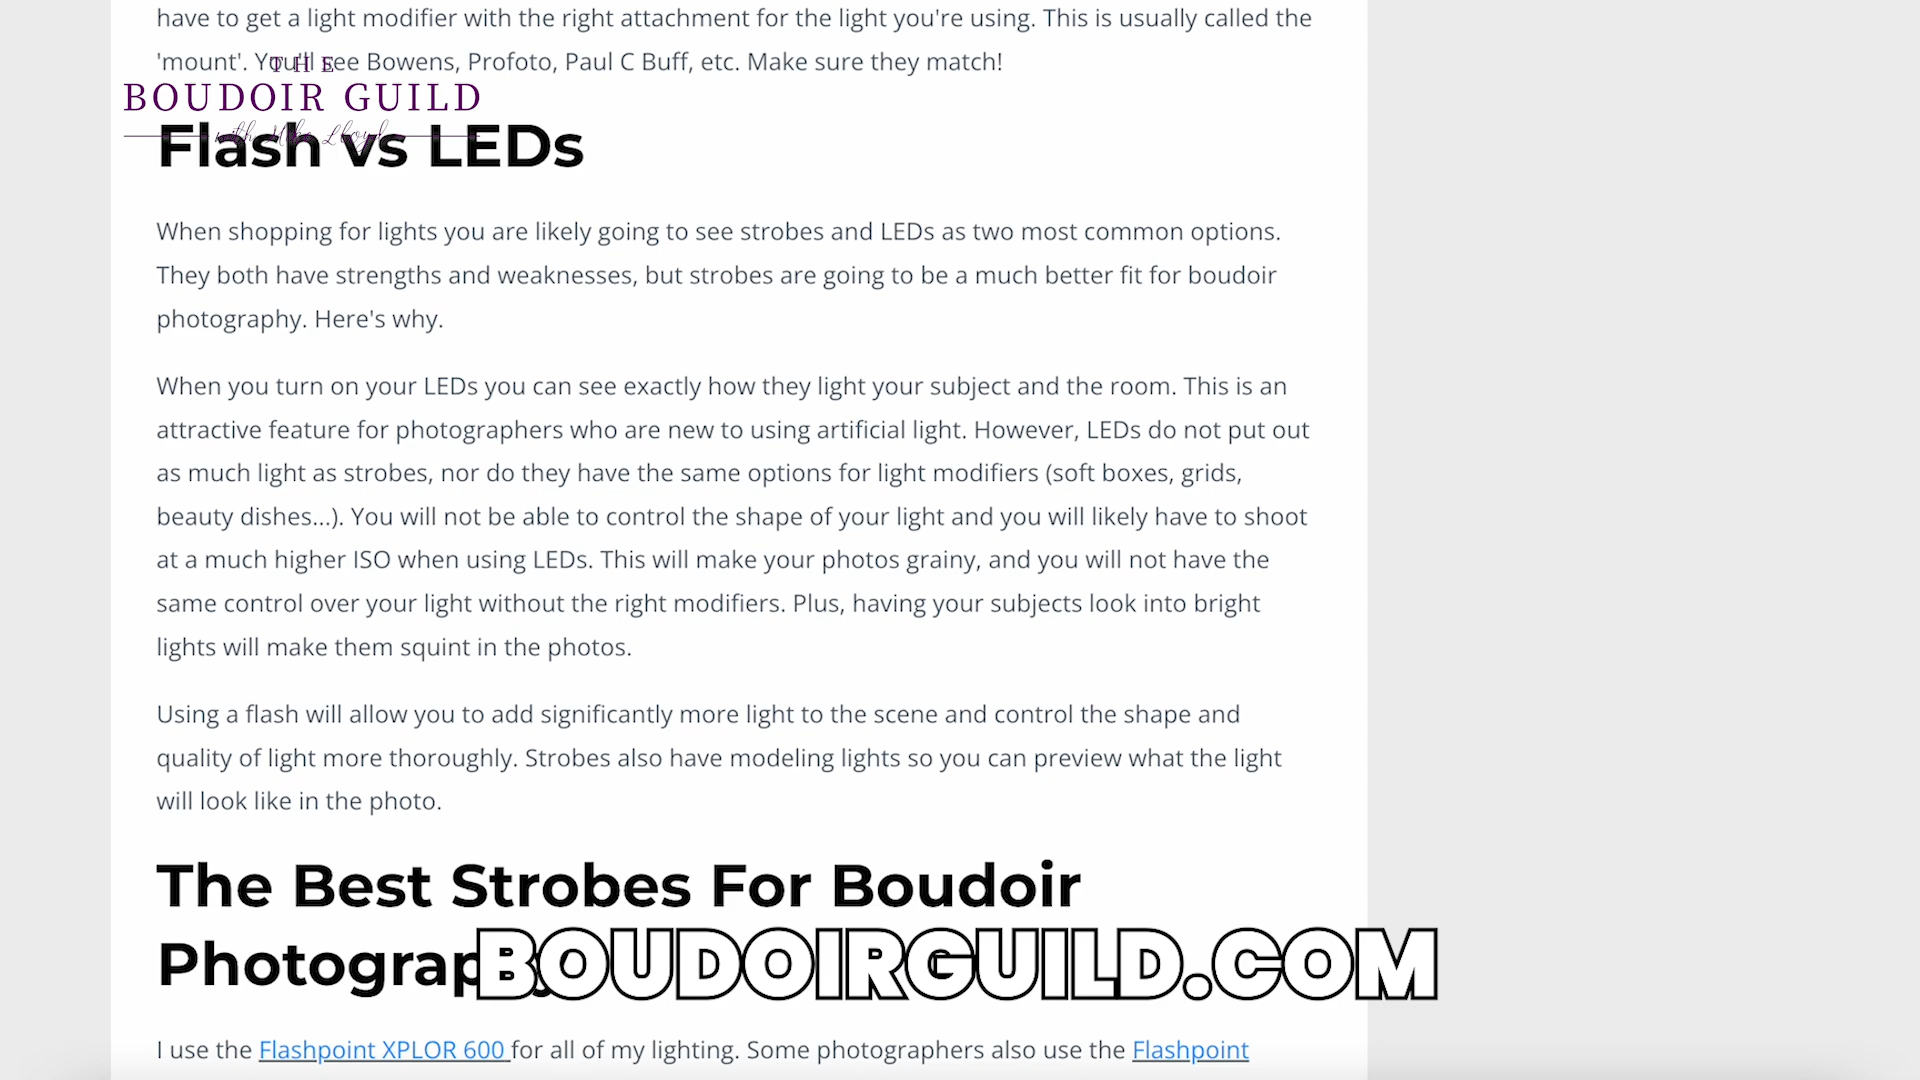 have to get a light modifier with the right attachment for the light you're using. This is usually called the
'mount'. You'll see Bowens, Profoto, Paul C Buff, etc. Make sure they match!
THE
BOUDOIR GUILD
with Mike Lloyd
Flash vs LEDs
When shopping for lights you are likely going to see strobes and LEDs as two most common options.
They both have strengths and weaknesses, but strobes are going to be a much better fit for boudoir
photography. Here's why.
When you turn on your LEDs you can see exactly how they light your subject and the room. This is an
attractive feature for photographers who are new to using artificial light. However, LEDs do not put out
as much light as strobes, nor do they have the same options for light modifiers (soft boxes, grids,
beauty dishes...). You will not be able to control the shape of your light and you will likely have to shoot
at a much higher ISO when using LEDs. This will make your photos grainy, and you will not have the
same control over your light without the right modifiers. Plus, having your subjects look into bright
lights will make them squint in the photos.
Using a flash will allow you to add significantly more light to the scene and control the shape and
quality of light more thoroughly. Strobes also have modeling lights so you can preview what the light
will look like in the photo.
The Best Strobes For Boudoir
Photography
BOUDOIRGUILD.COM
I use the Flashpoint XPLOR 600 for all of my lighting. Some photographers also use the Flashpoint